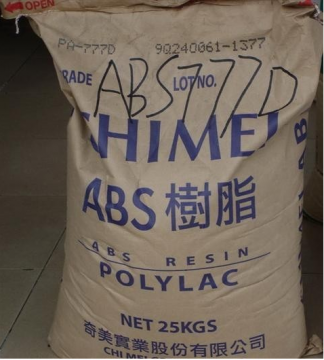 OPEN
PA-777D 9Q240061-1377
GRADE LOT NO.
ABS777D
CHIMEI
ABS 樹脂
ABS RESIN
POLYLAC
NET 25KGS
奇美實業股份有限公司